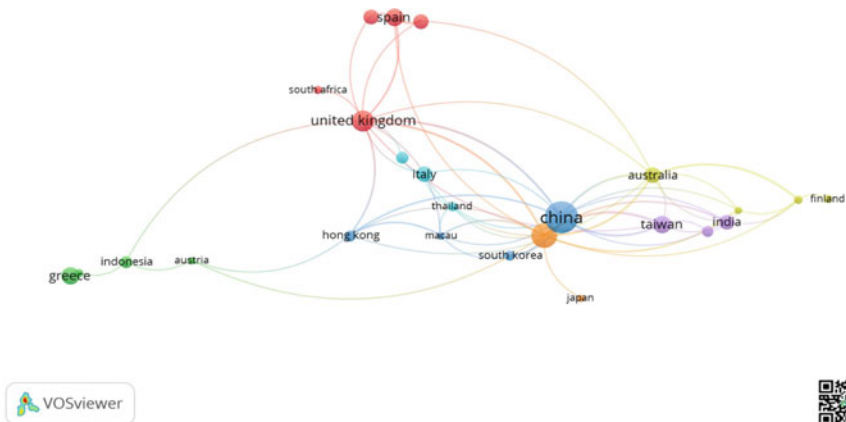 spain
south africa
united kingdom
italy
australia
finland
thailand
china
taiwan
india
hong kong
macau
south korea
indonesia
austria
greece
japan
VOSviewer